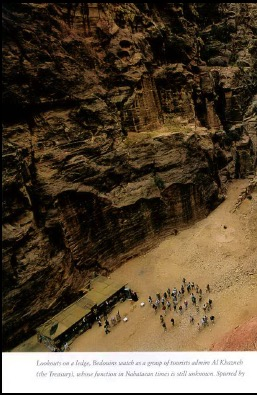 Lookouts on a ledge, Bedouins watch as a group of tourists admire Al Khazneh
(the Treasury), whose function in Nabataean times is still unknown. Spurred by